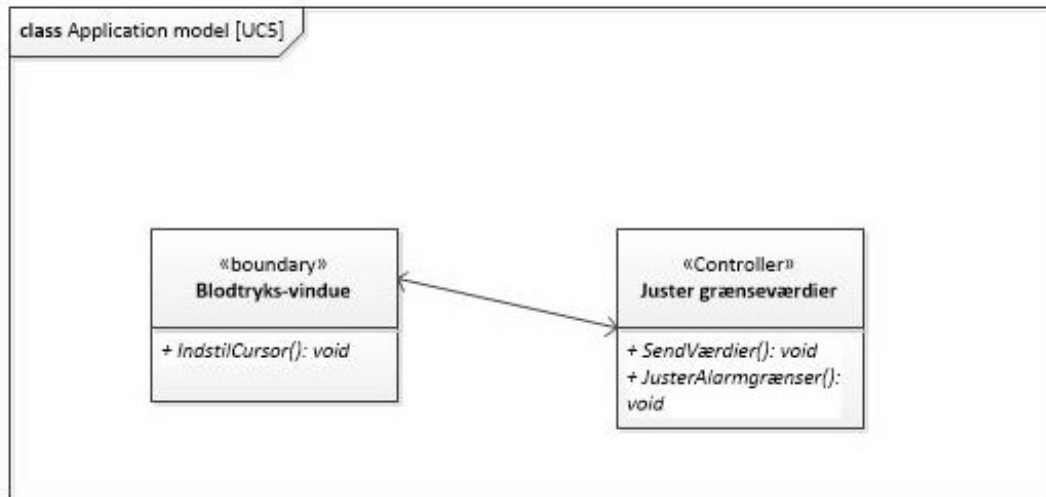 class Application model [UC5]
«boundary»
Blodtryks-vindue
+ IndstilCursor(): void
«Controller»
Juster grænseværdier
+ SendVærdier(): void
+ JusterAlarmgrænser():
void